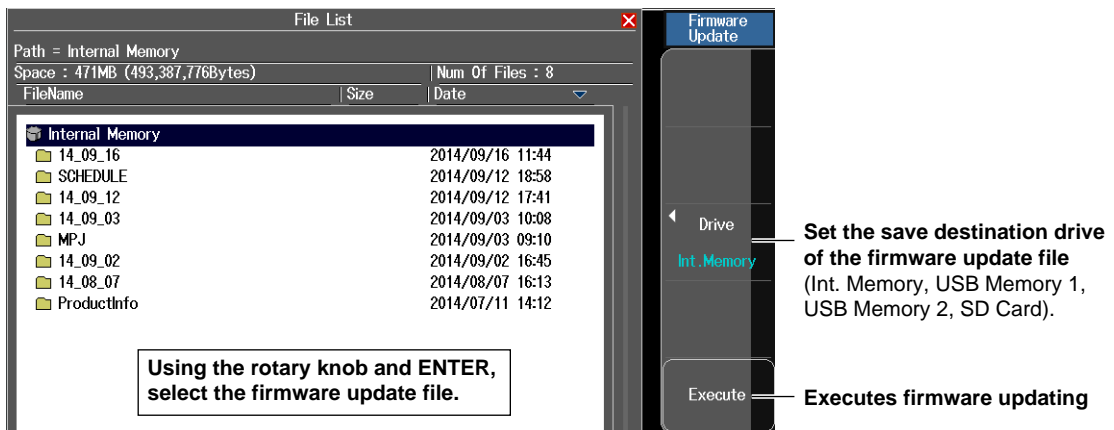 File List
Path = Internal Memory
Space : 471MB (493,387,776Bytes) Num Of Files : 8
FileName Size Date
Internal Memory
14_09_16 2014/09/16 11:44
SCHEDULE 2014/09/12 18:58
14_09_12 2014/09/12 17:41
14_09_03 2014/09/03 10:08
MPJ 2014/09/03 09:10
14_09_02 2014/09/02 16:45
14_08_07 2014/08/07 16:13
ProductInfo 2014/07/11 14:12
Using the rotary knob and ENTER,
select the firmware update file.
Firmware
Update
Drive
Int.Memory
Execute
Set the save destination drive
of the firmware update file
(Int. Memory, USB Memory 1,
USB Memory 2, SD Card).
Executes firmware updating